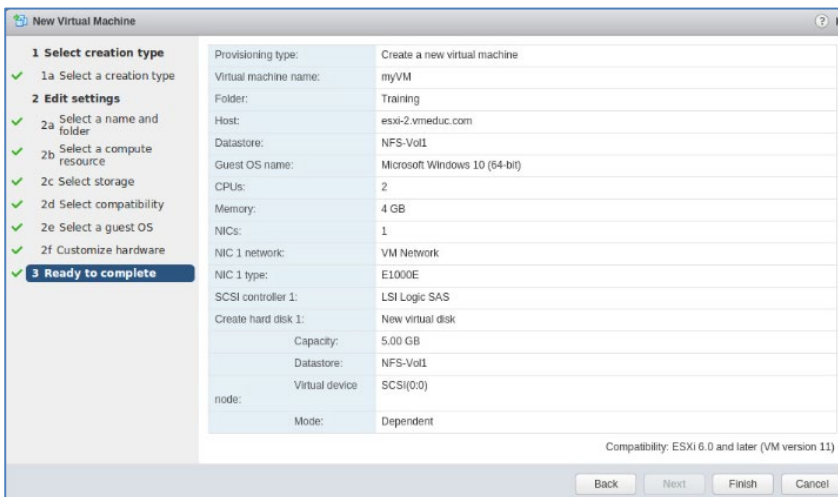 New Virtual Machine ?
1 Select creation type
1a Select a creation type
2 Edit settings
2a Select a name and
folder
2b Select a compute
resource
2c Select storage
2d Select compatibility
2e Select a guest OS
2f Customize hardware
3 Ready to complete
Provisioning type: Create a new virtual machine
Virtual machine name: myVM
Folder: Training
Host: esxi-2.vmeduc.com
Datastore: NFS-Vol1
Guest OS name: Microsoft Windows 10 (64-bit)
CPUs: 2
Memory: 4 GB
NICs: 1
NIC 1 network: VM Network
NIC 1 type: E1000E
SCSI controller 1: LSI Logic SAS
Create hard disk 1: New virtual disk
Capacity: 5.00 GB
Datastore: NFS-Vol1
Virtual device SCSI(0:0)
node:
Mode: Dependent
Compatibility: ESXi 6.0 and later (VM version 11)
Back Next Finish Cancel